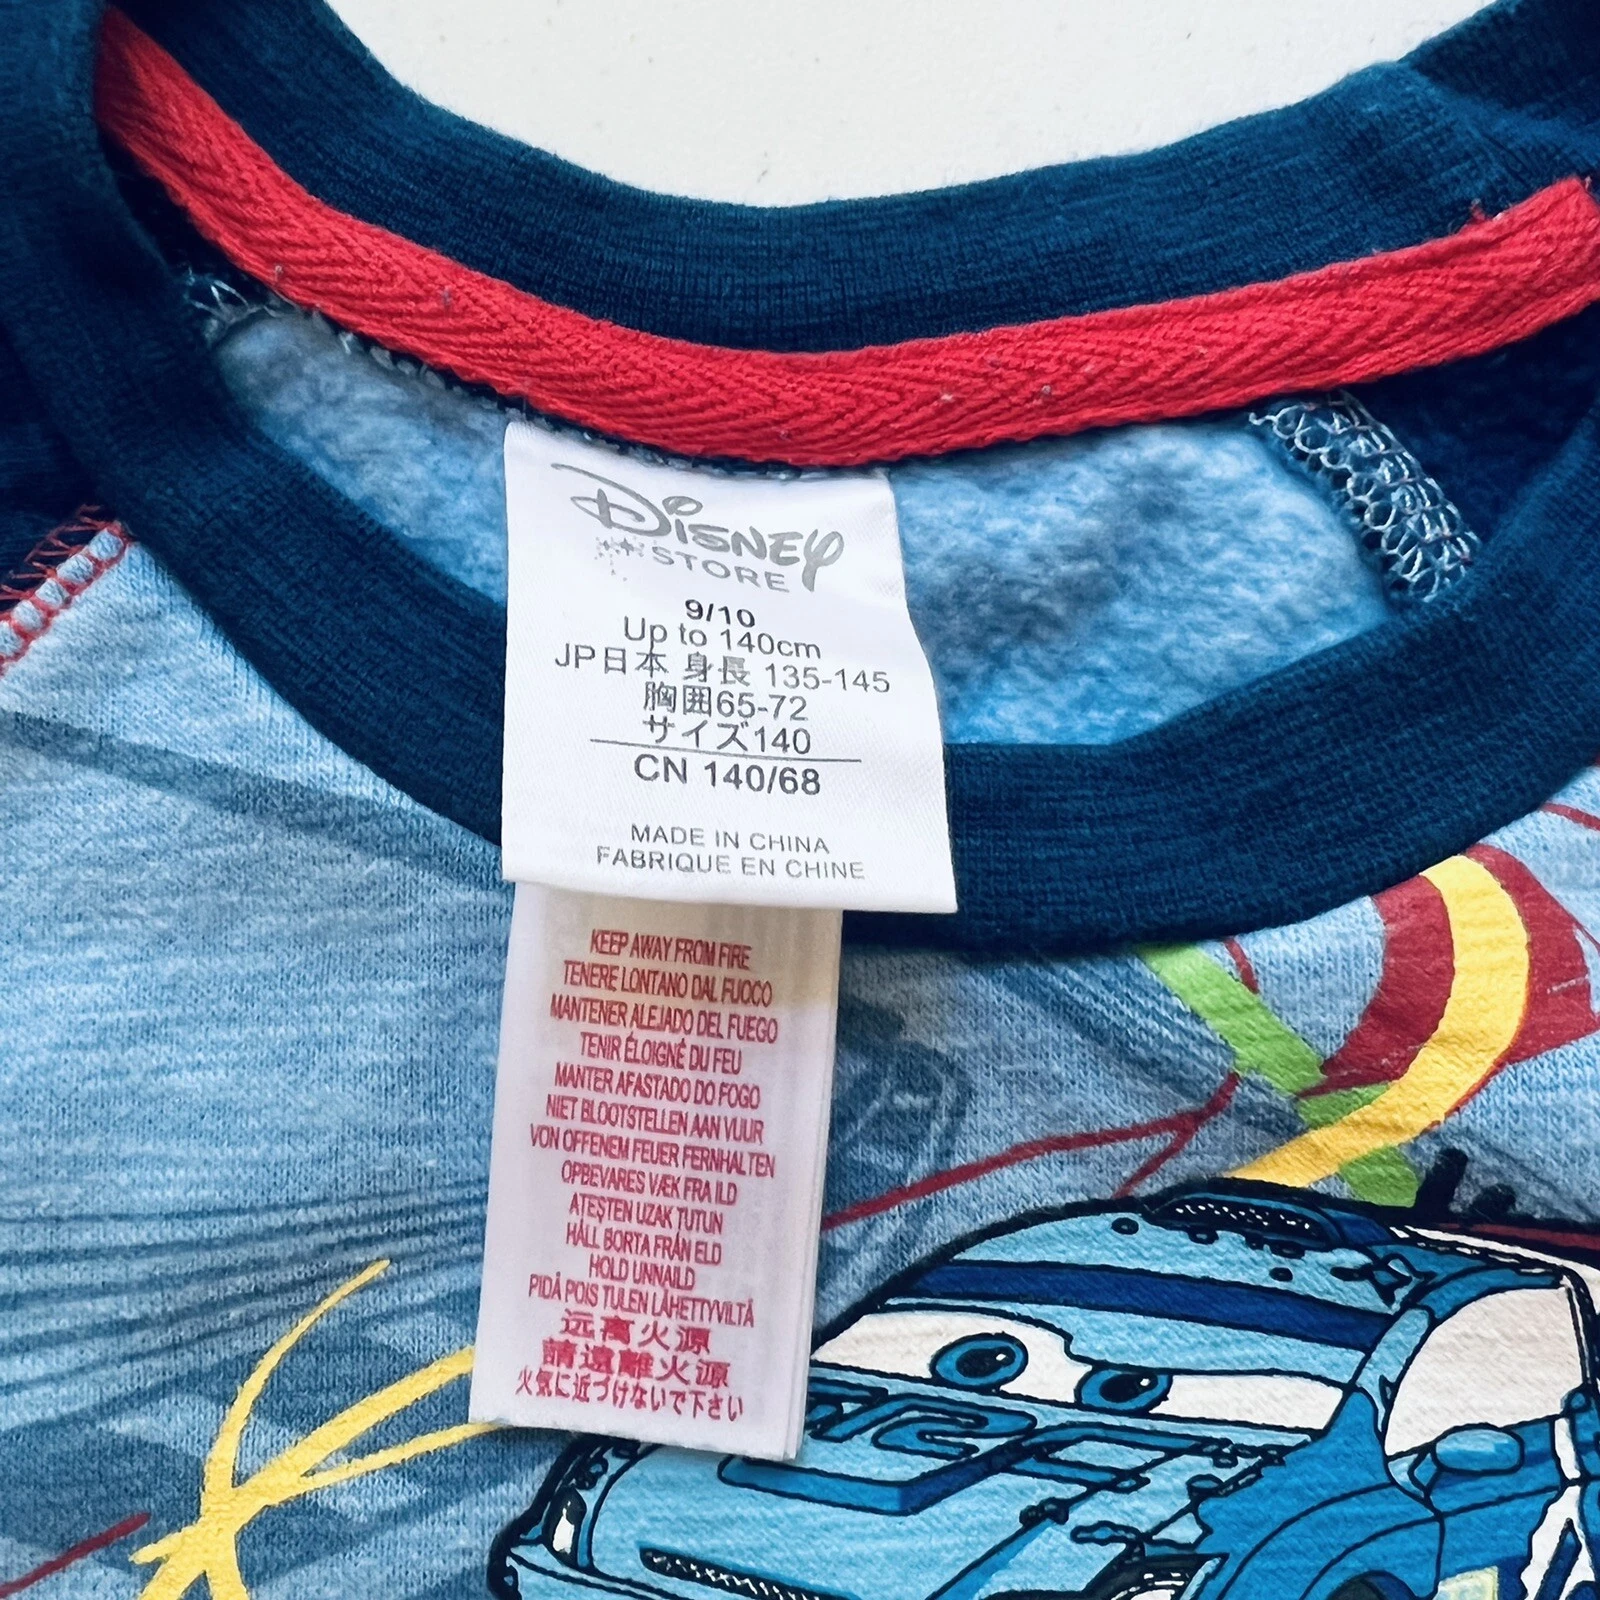 Disney
STORE
9/10
Up to 140cm
JP日本 身長 135-145
胸囲65-72
サイズ140
CN 140/68
MADE IN CHINA
FABRIQUE EN CHINE
KEEP AWAY FROM FIRE
TENERE LONTANO DAL FUOCO
MANTENER ALEJADO DEL FUEGO
TENIR ÉLOIGNÉ DU FEU
MANTER AFASTADO DO FOGO
NIET BLOOTSTELLEN AAN VUUR
VON OFFENEM FEUER FERNHALTEN
OPBEVARES VÆK FRA ILD
ATEŞTEN UZAK TUTUN
HÅLL BORTA FRÅN ELD
HOLD UNNA ILD
PIDÄ POIS TULEN LÄHETTYVILTÄ
远离火源
請遠離火源
火気に近づけないで下さい